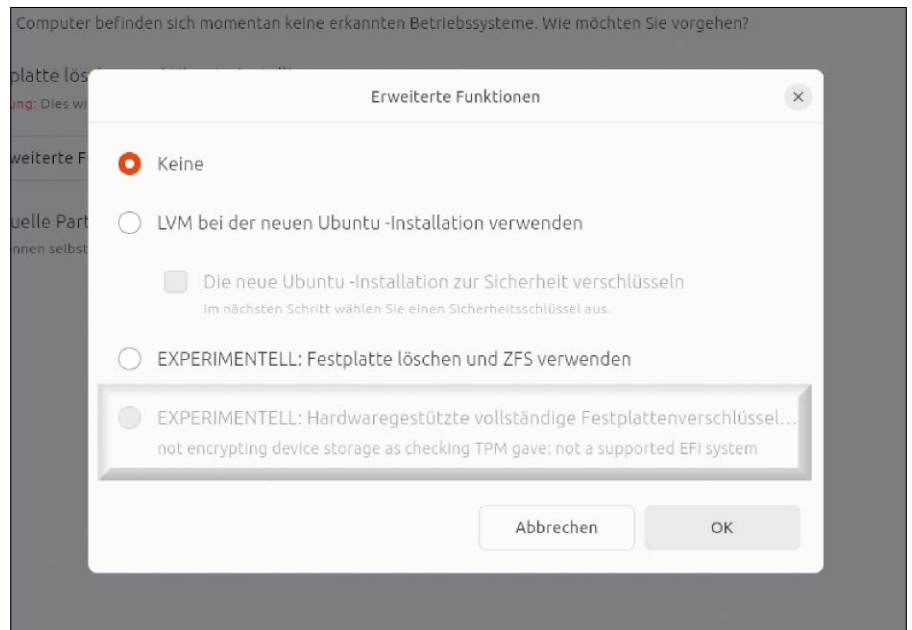 Computer befinden sich momentan keine erkannten Betriebssysteme. Wie möchten Sie vorgehen?
platte lös
ung: Dies wi
weiterte F
uelle Part
nnen selbst
Erweiterte Funktionen
Keine
LVM bei der neuen Ubuntu -Installation verwenden
Die neue Ubuntu -Installation zur Sicherheit verschlüsseln
Im nächsten Schritt wählen Sie einen Sicherheitsschlüssel aus.
EXPERIMENTELL: Festplatte löschen und ZFS verwenden
EXPERIMENTELL: Hardwaregestützte vollständige Festplattenverschlüssel...
not encrypting device storage as checking TPM gave: not a supported EFI system
Abbrechen
OK